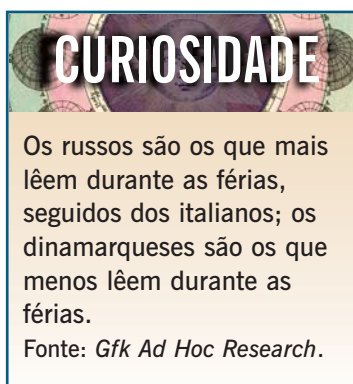 CURIOSIDADE
Os russos são os que mais
lêem durante as férias,
seguidos dos italianos; os
dinamarqueses são os que
menos lêem durante as
férias.
Fonte: Gfk Ad Hoc Research.